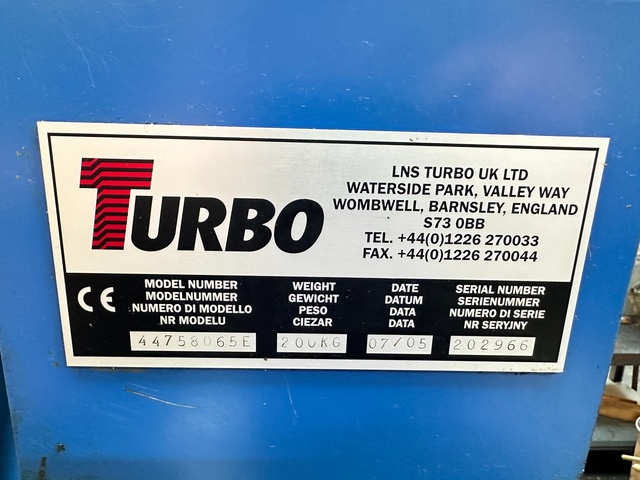 TURBO
LNS TURBO UK LTD
WATERSIDE PARK, VALLEY WAY
WOMBWELL, BARNSLEY, ENGLAND
S73 0BB
TEL. +44(0)1226 270033
FAX. +44(0)1226 270044
CE
MODEL NUMBER
MODELNUMMER
NUMERO DI MODELLO
NR MODELU
44758065E
WEIGHT
GEWICHT
PESO
CIEZAR
200KG
DATE
DATUM
DATA
DATA
07/05
SERIAL NUMBER
SERIENUMMER
NUMERO DI SERIE
NR SERYJNY
202966